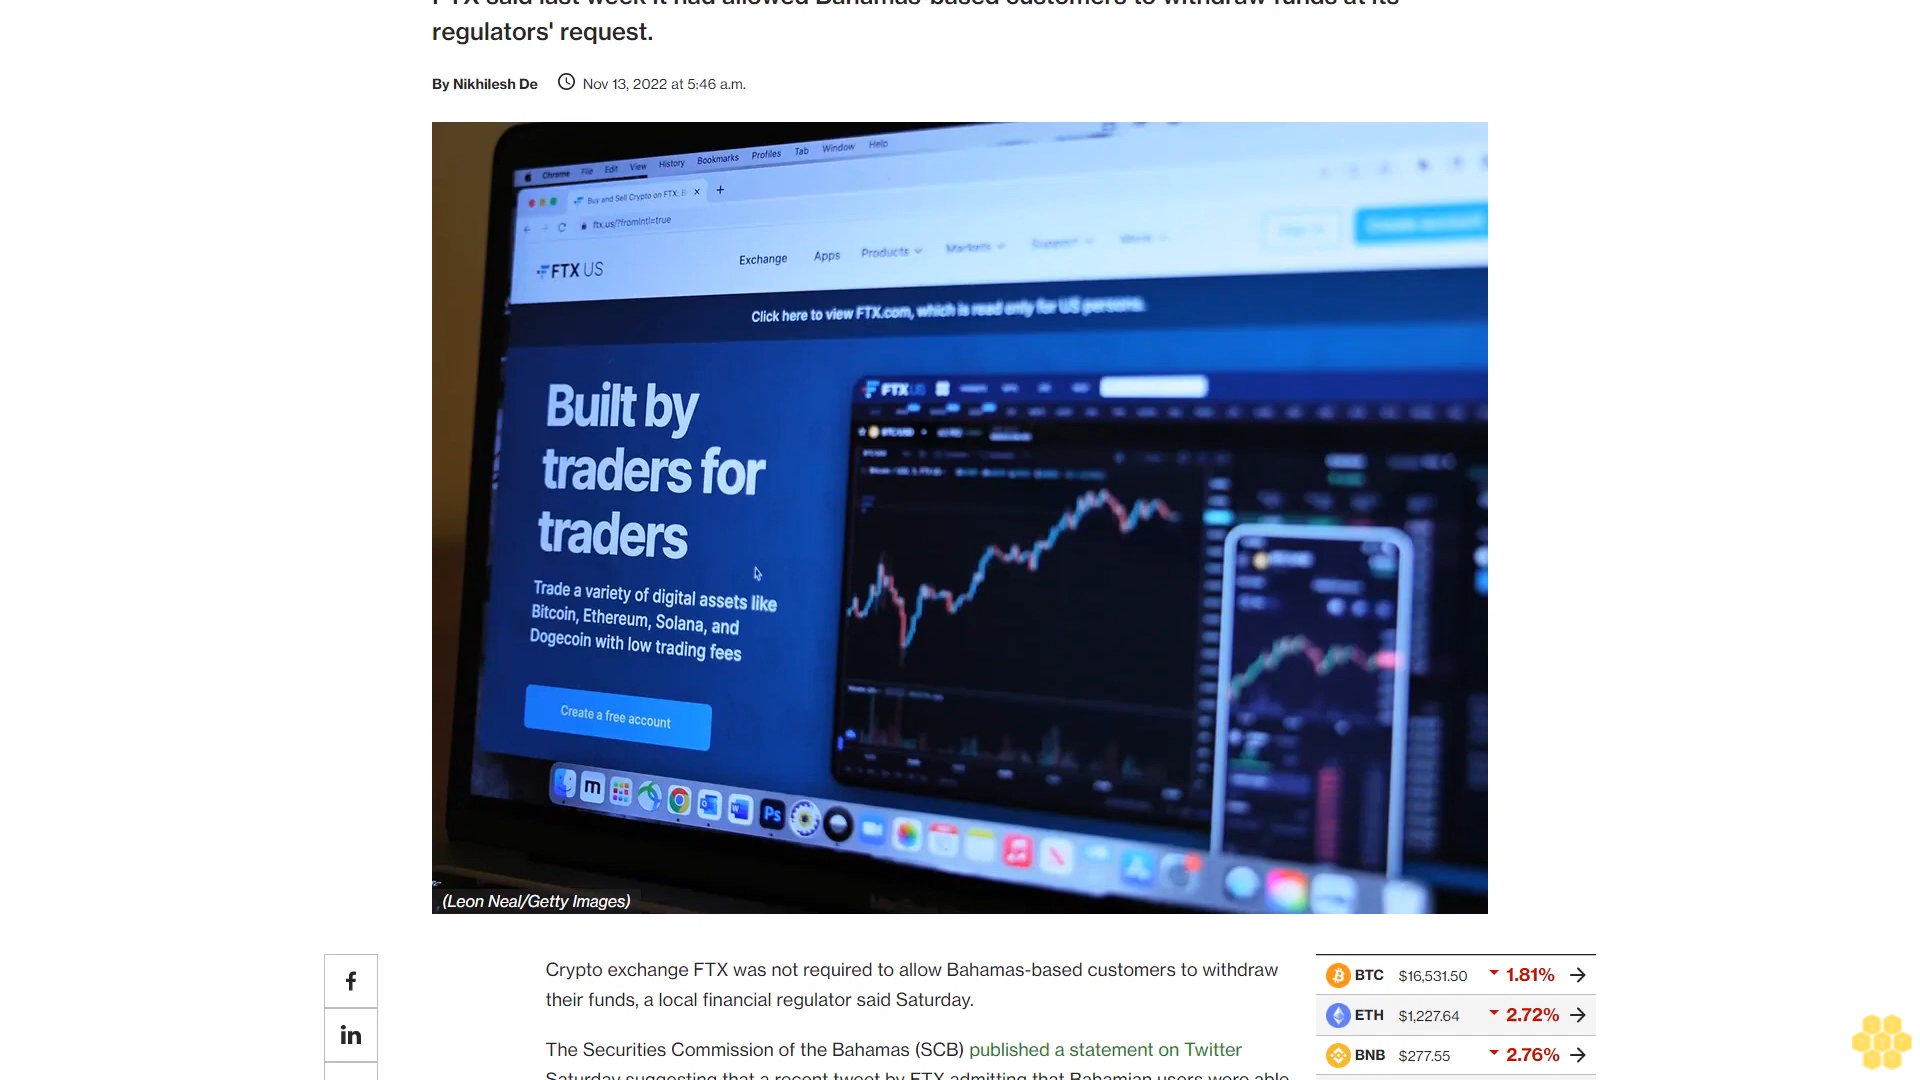 FTX said last week it had allowed Bahamas-based customers to withdraw funds at its
regulators' request.
By Nikhilesh De Nov 13, 2022 at 5:46 a.m.
Chrome File Edit View History Bookmarks Profiles Tab Window Help
Buy and Sell Crypto on FTX:
ftx.us/?fromIntl=true
FTX US
Exchange Apps Products Markets Support More
Sign in Create account
Click here to view FTX.com, which is read only for US persons.
Built by
traders for
traders
FTX US
Trade a variety of digital assets like
Bitcoin, Ethereum, Solana, and
Dogecoin with low trading fees
Create a free account
Ps
(Leon Neal/Getty Images)
Crypto exchange FTX was not required to allow Bahamas-based customers to withdraw
their funds, a local financial regulator said Saturday.
The Securities Commission of the Bahamas (SCB) published a statement on Twitter
Saturday suggesting that a recent tweet by FTX admitting that Bahamian users were able
BTC $16,531.50 1.81%
ETH $1,227.64 2.72%
BNB $277.55 2.76%